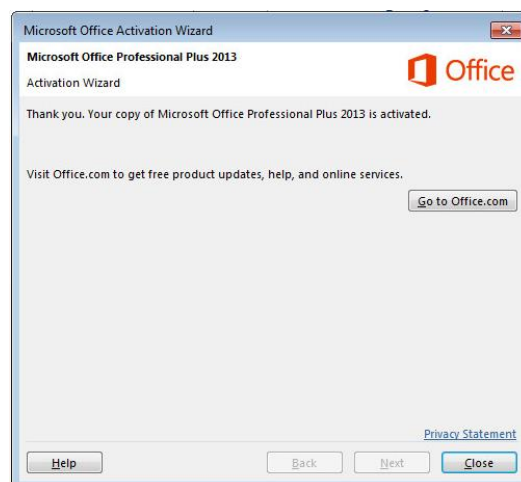 Microsoft Office Activation Wizard
Microsoft Office Professional Plus 2013
Activation Wizard
Office
Thank you. Your copy of Microsoft Office Professional Plus 2013 is activated.
Visit Office.com to get free product updates, help, and online services.
Go to Office.com
Privacy Statement
Help Back Next Close